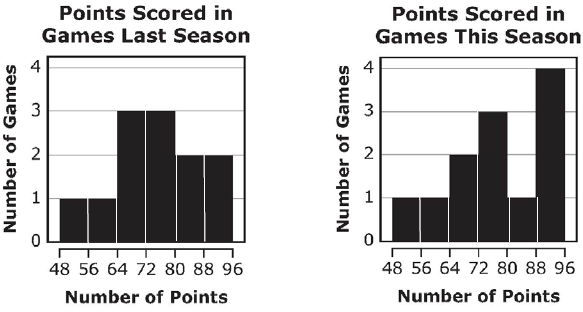 Points Scored in
Games Last Season
Number of Games
4
3
2
1
0
48 56 64 72 80 88 96
Number of Points
Points Scored in
Games This Season
Number of Games
4
3
2
1
0
48 56 64 72 80 88 96
Number of Points